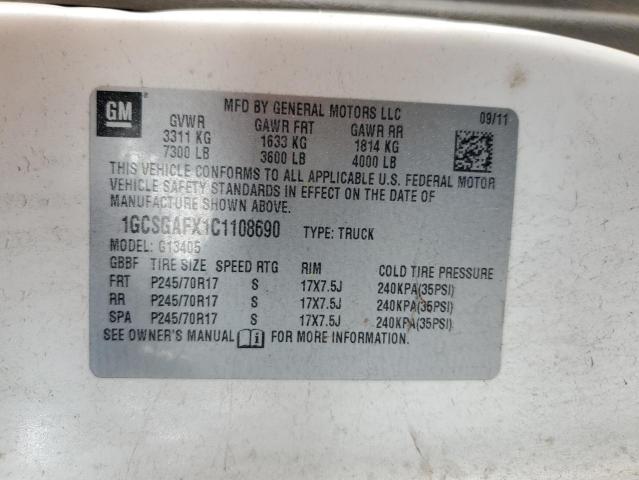 GM
MFD BY GENERAL MOTORS LLC 09/11
GVWR GAWR FRT GAWR RR
3311 KG 1633 KG 1814 KG
7300 LB 3600 LB 4000 LB
THIS VEHICLE CONFORMS TO ALL APPLICABLE U.S. FEDERAL MOTOR
VEHICLE SAFETY STANDARDS IN EFFECT ON THE DATE OF
MANUFACTURE SHOWN ABOVE.
1GCSGAFX1C1108690 TYPE: TRUCK
MODEL: G13405
GBBF TIRE SIZE SPEED RTG RIM COLD TIRE PRESSURE
FRT P245/70R17 S 17X7.5J 240KPA(35PSI)
RR P245/70R17 S 17X7.5J 240KPA(35PSI)
SPA P245/70R17 S 17X7.5J 240KPA(35PSI)
SEE OWNER'S MANUAL FOR MORE INFORMATION.